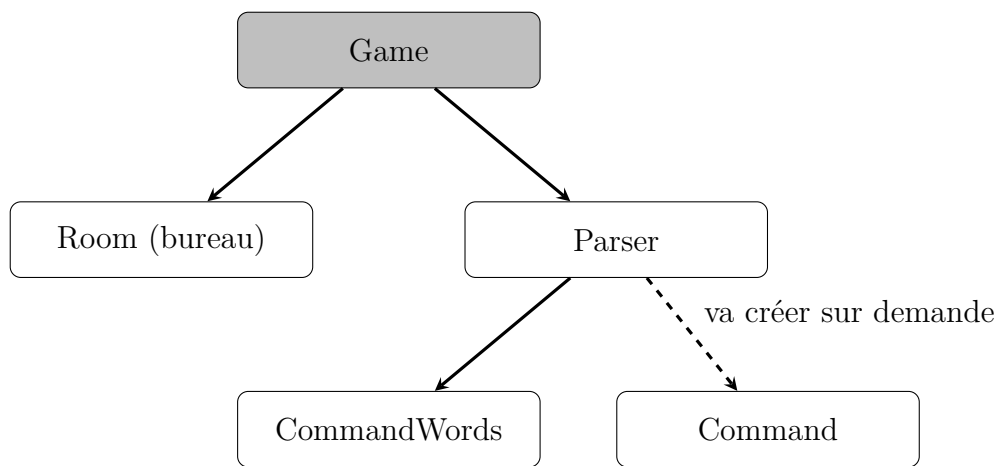 Game
Room (bureau)
Parser
va créer sur demande
CommandWords
Command